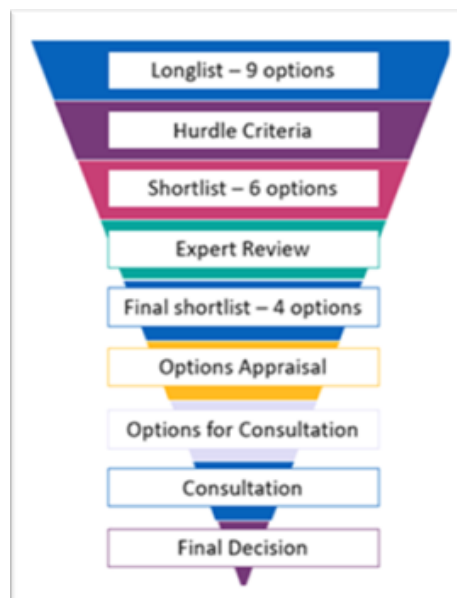 Longlist – 9 options
Hurdle Criteria
Shortlist – 6 options
Expert Review
Final shortlist – 4 options
Options Appraisal
Options for Consultation
Consultation
Final Decision